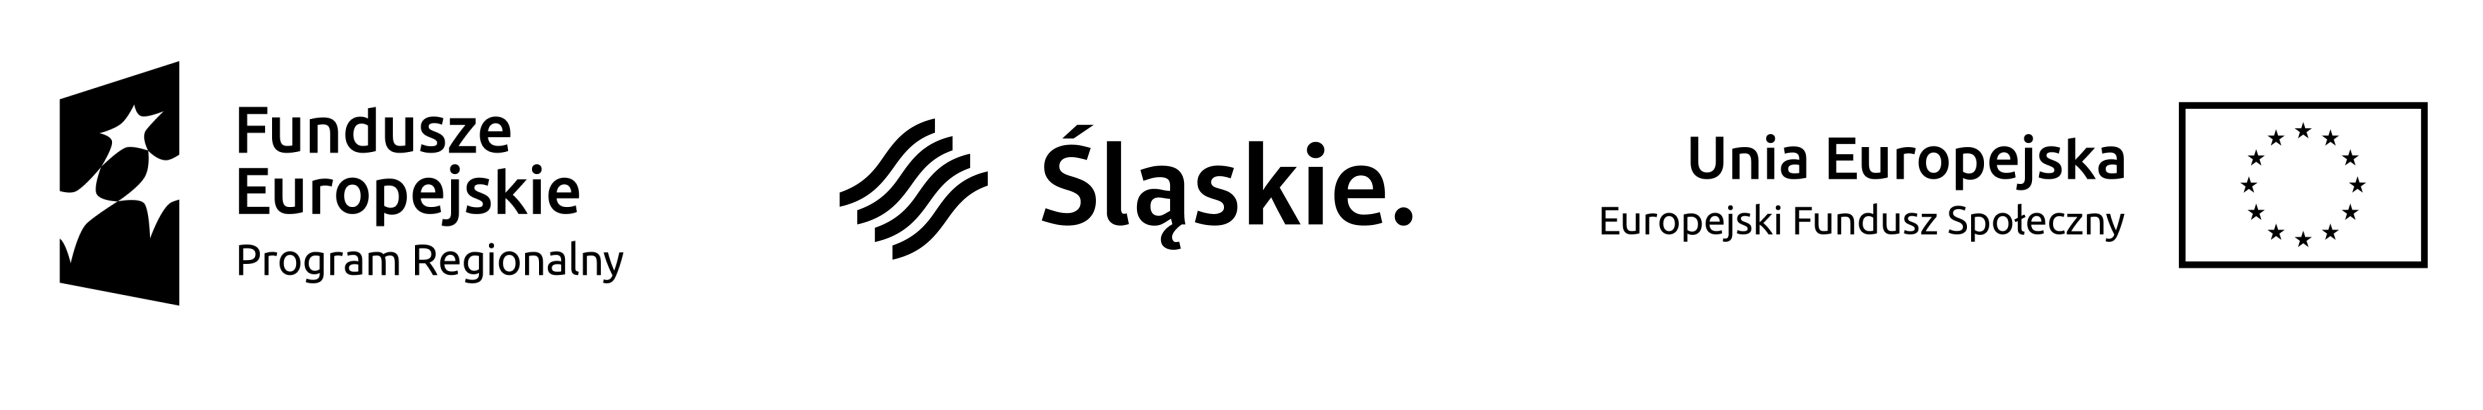 Fundusze
Europejskie
Program Regionalny
Śląskie.
Unia Europejska
Europejski Fundusz Społeczny